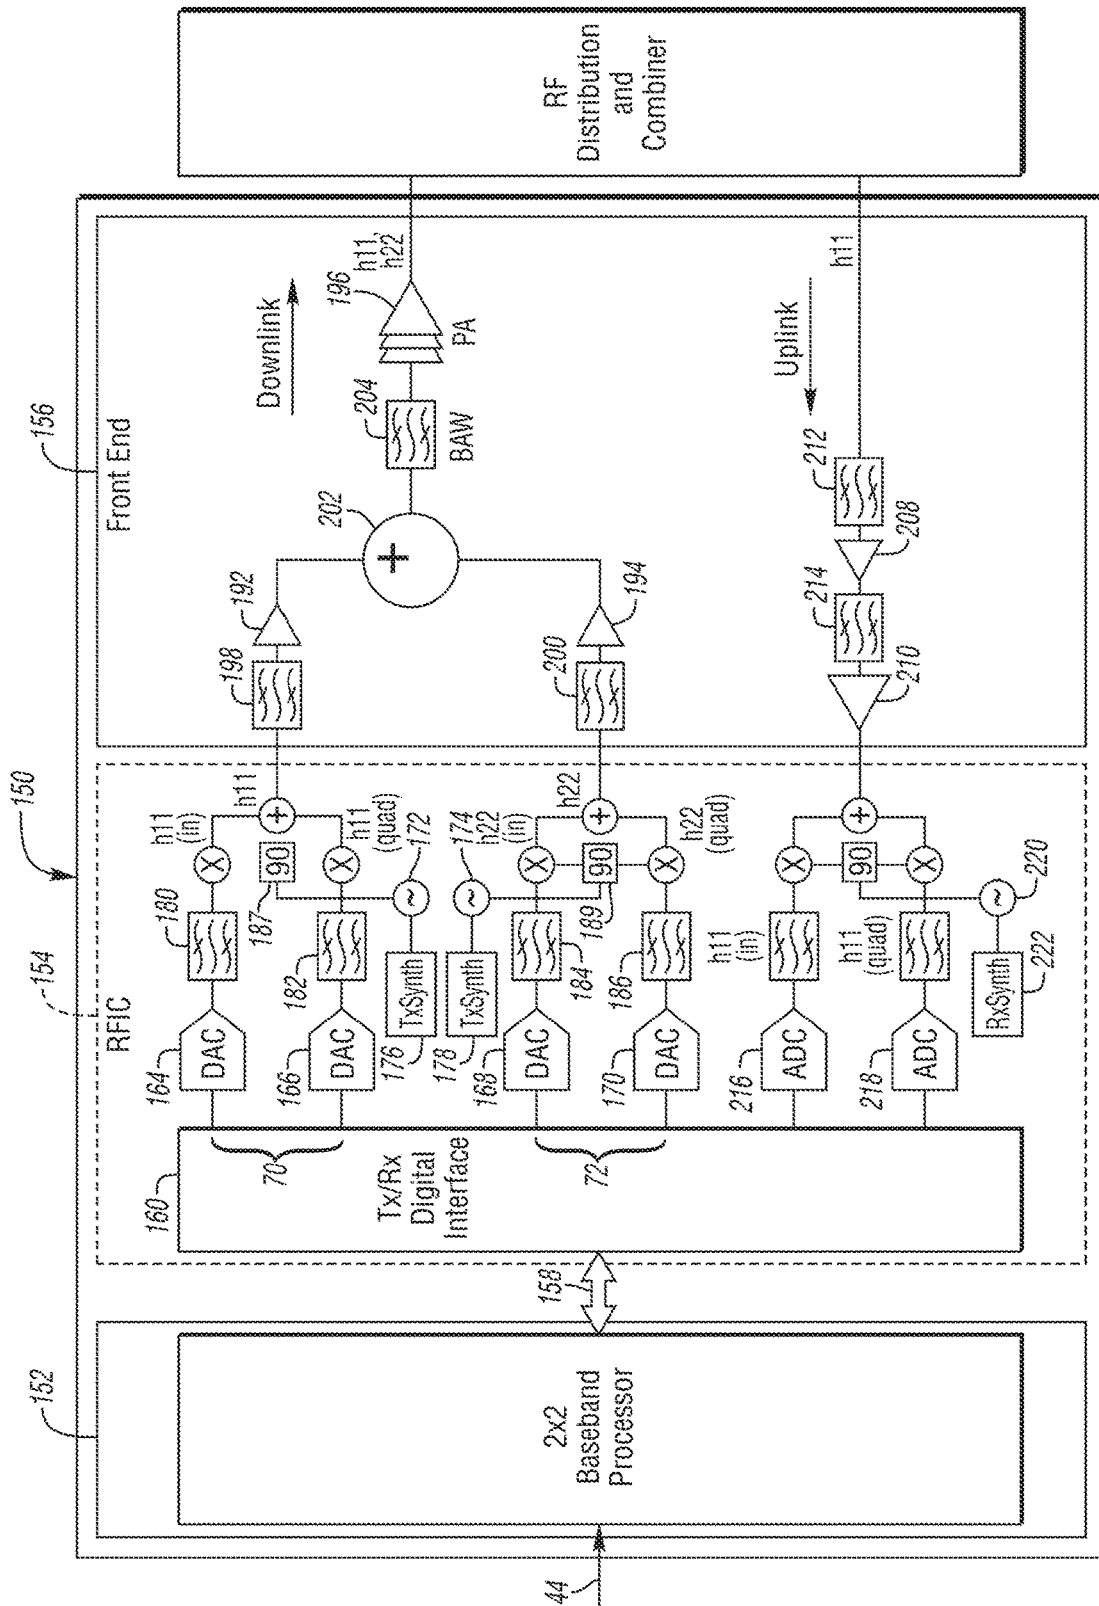 150
152
2x2
Baseband
Processor
44
158
154
RFIC
160
Tx/Rx
Digital
Interface
70
72
164
DAC
166
DAC
176
TxSynth
178
TxSynth
168
DAC
170
DAC
216
ADC
218
ADC
RxSynth
222
180
182
184
186
h11
(in)
h11
(quad)
187
90
X
X
+
h11
h11
(in)
h11
(quad)
~
172
~
174
h22
(in)
X
90
189
X
+
h22
h22
(quad)
X
90
X
+
~
220
156
Front End
198
192
200
194
+
202
204
BAW
196
PA
h11,
h22
Downlink
Uplink
h11
212
208
214
210
RF
Distribution
and
Combiner